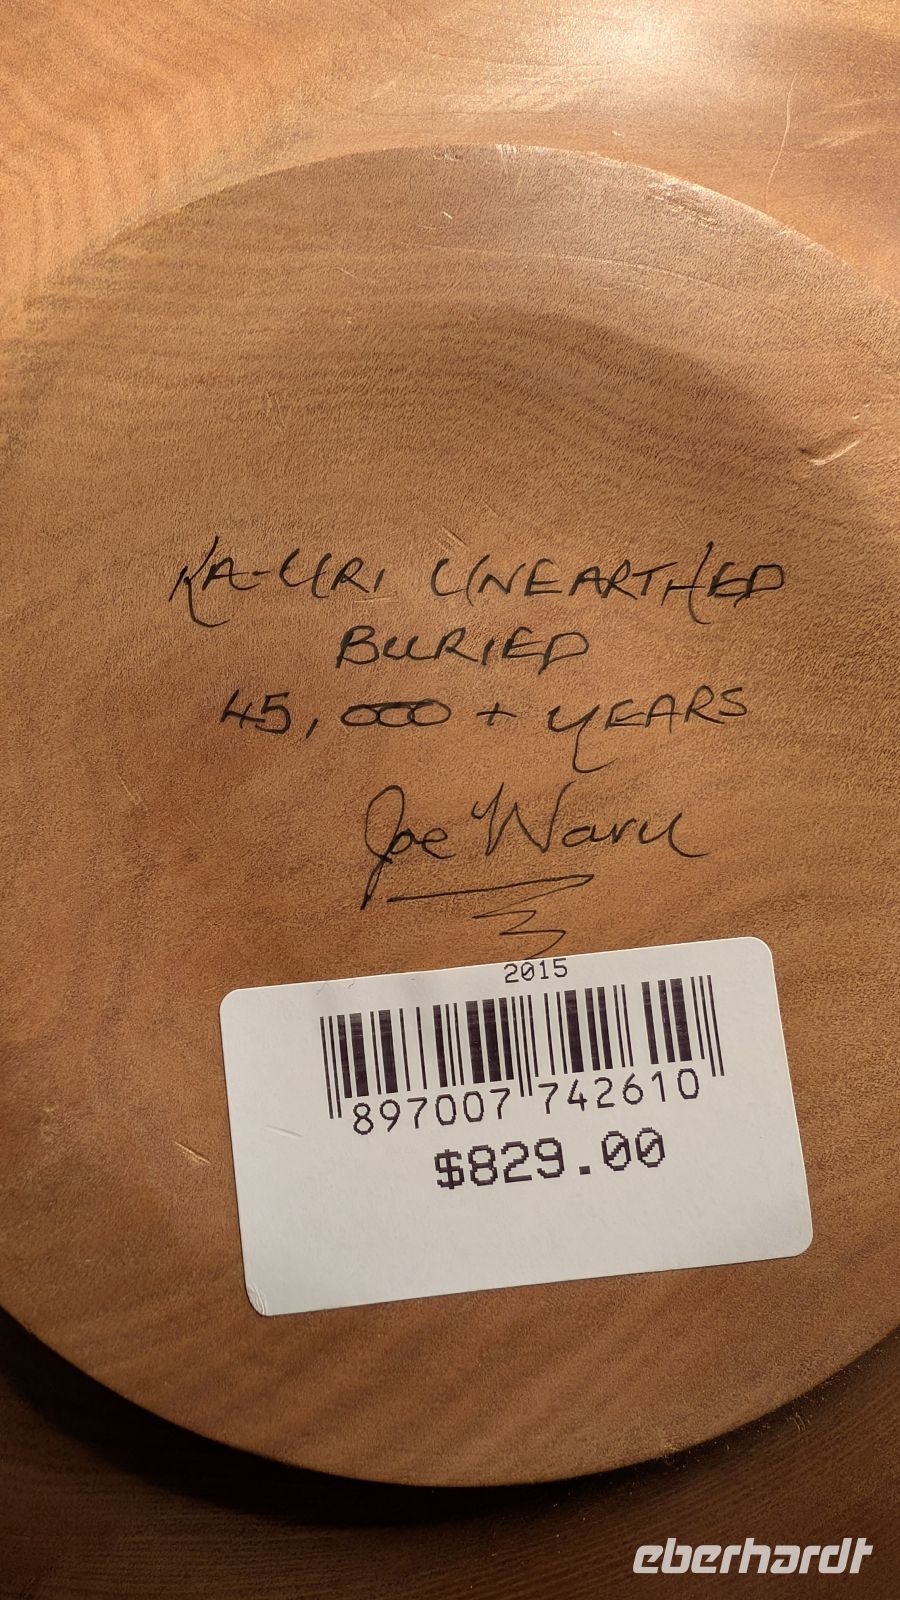 KA-URI UNEARTHED
BURIED
45,000 + YEARS
Joe Waru
2015
897007 742610
$829.00
eberhardt